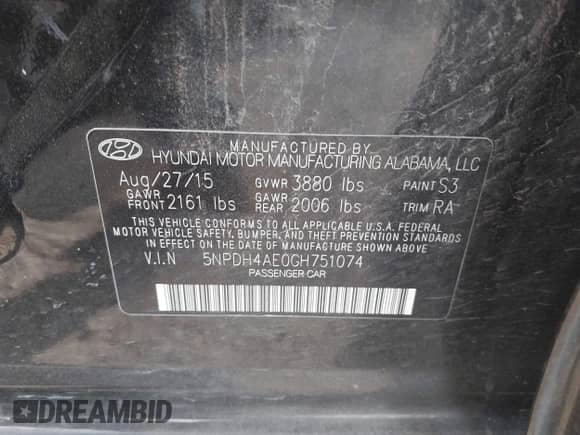 MANUFACTURED BY
HYUNDAI MOTOR MANUFACTURING ALABAMA, LLC
Aug/27/15 GVWR 3880 lbs PAINT S3
GAWR FRONT 2161 lbs GAWR REAR 2006 lbs TRIM RA
THIS VEHICLE CONFORMS TO ALL APPLICABLE U.S.A. FEDERAL
MOTOR VEHICLE SAFETY, BUMPER, AND THEFT PREVENTION STANDARDS
IN EFFECT ON THE DATE OF MANUFACTURE SHOWN ABOVE
V.I.N 5NPDH4AE0GH751074
PASSENGER CAR
DREAMBID